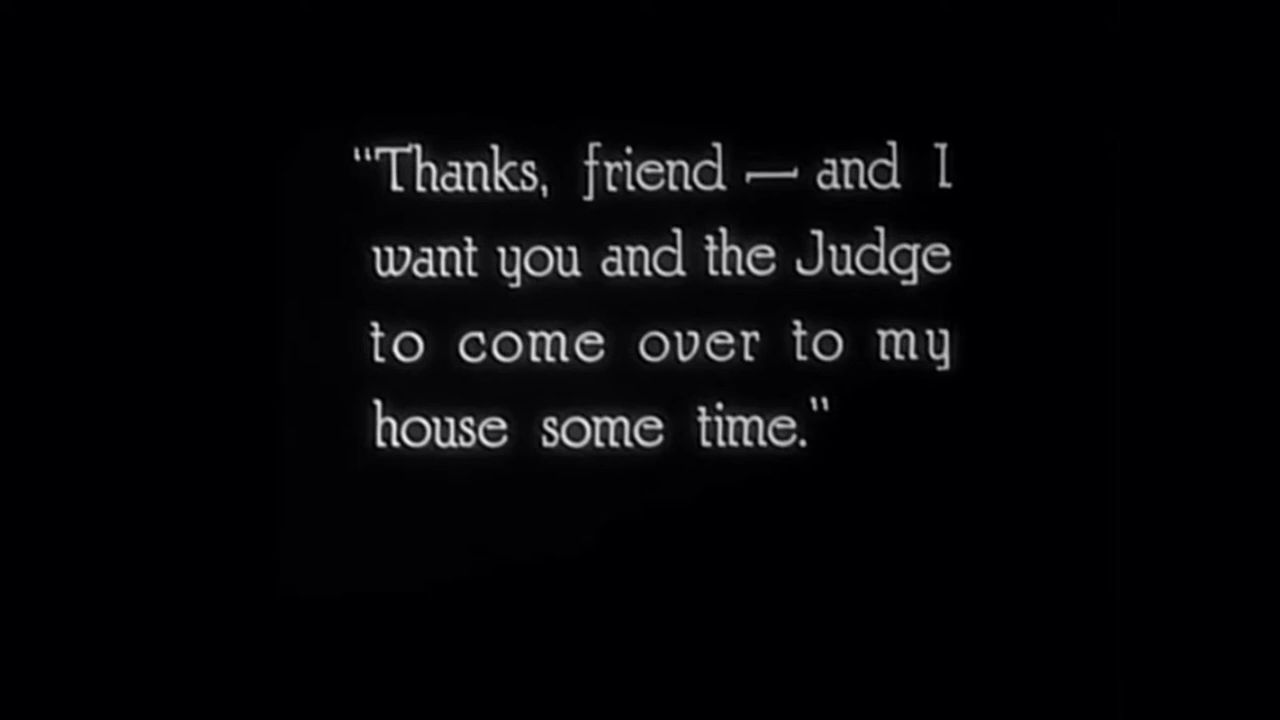 "Thanks, friend — and I
want you and the Judge
to come over to my
house some time."